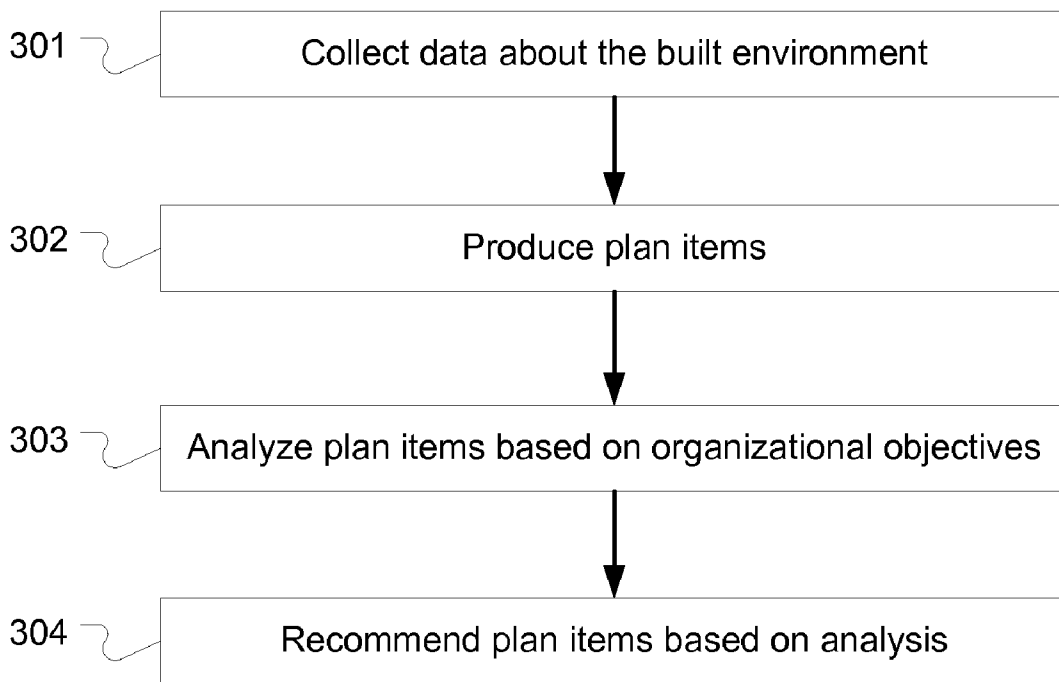 301 Collect data about the built environment
302 Produce plan items
303 Analyze plan items based on organizational objectives
304 Recommend plan items based on analysis